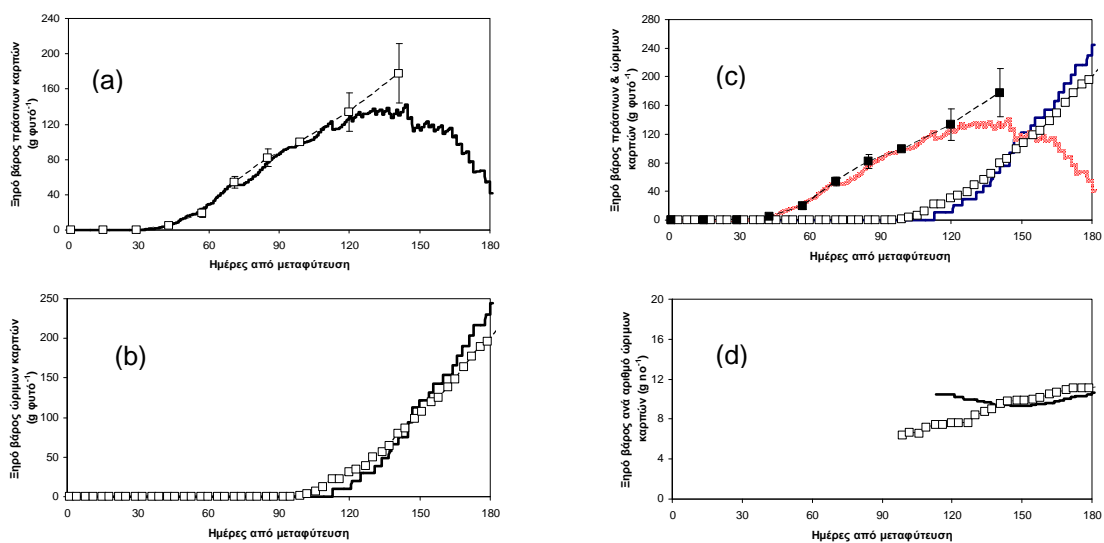 Ξηρό βάρος πράσινων καρπών
(g φυτό-1)
240
200
160
120
80
40
0
(a)
0 30 60 90 120 150 180
Ημέρες από μεταφύτευση
Ξηρό βάρος πράσινων & ώριμων
καρπών (g φυτό-1)
280
240
200
160
120
80
40
0
(c)
0 30 60 90 120 150 180
Ημέρες από μεταφύτευση
Ξηρό βάρος ώριμων καρπών
(g φυτό-1)
250
200
150
100
50
0
(b)
0 30 60 90 120 150 180
Ημέρες από μεταφύτευση
Ξηρό βάρος ανά αριθμό ώριμων
καρπών (g no-1)
20
16
12
8
4
0
(d)
0 30 60 90 120 150 180
Ημέρες από μεταφύτευση